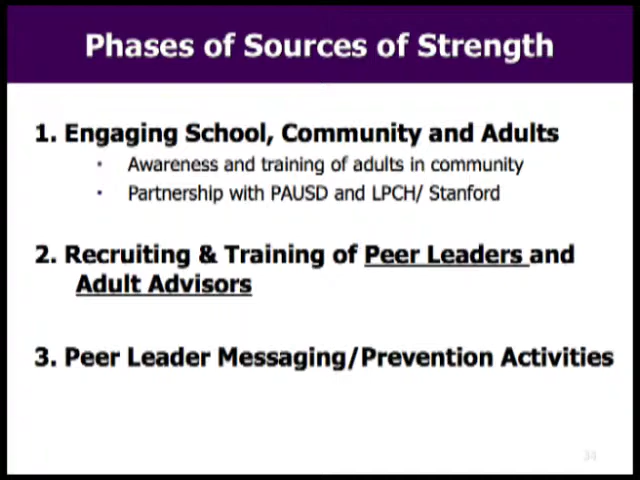 Phases of Sources of Strength
1. Engaging School, Community and Adults
• Awareness and training of adults in community
• Partnership with PAUSD and LPCH/ Stanford
2. Recruiting & Training of Peer Leaders and
Adult Advisors
3. Peer Leader Messaging/Prevention Activities
34